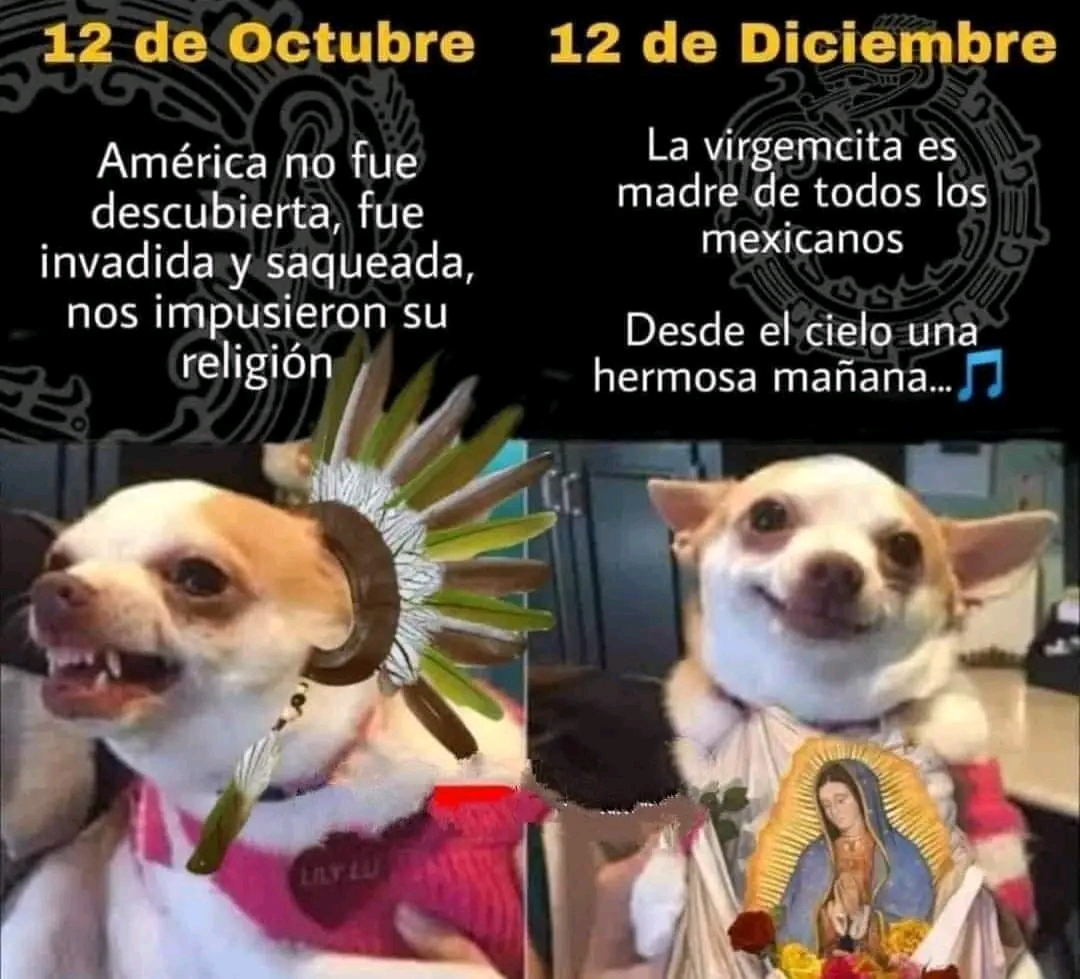 12 de Octubre
América no fue
descubierta, fue
invadida y saqueada,
nos impusieron su
religión
12 de Diciembre
La virgemcita es
madre de todos los
mexicanos
Desde el cielo una
hermosa mañana...🎵